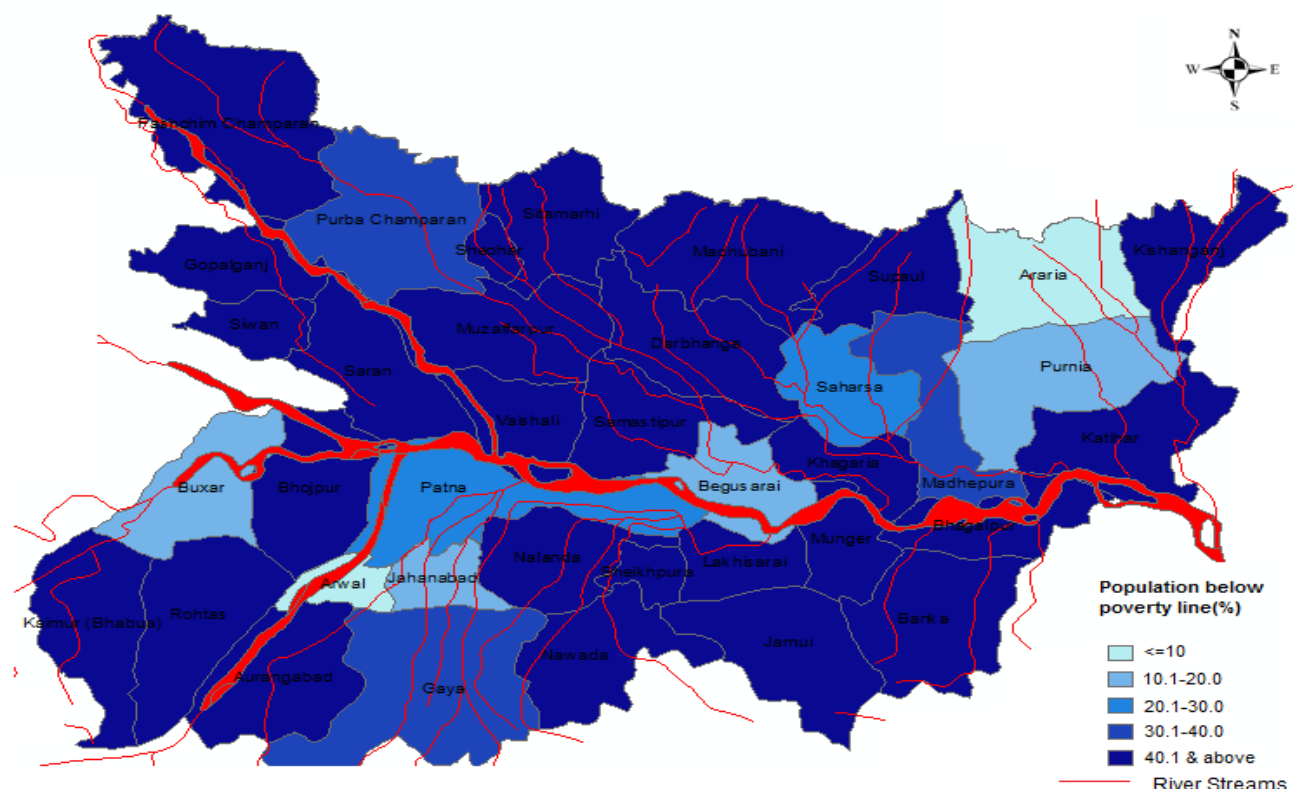 N
W E
S
Pashchim Champaran
Purba Champaran
Sitamarhi
Sheohar
Madhubani
Supaul
Araria
Kishanganj
Gopalganj
Siwan
Muzaffarpur
Darbhanga
Saran
Saharsa
Purnia
Vaishali
Samastipur
Khagaria
Katihar
Buxar
Bhojpur
Patna
Begusarai
Madhepura
Bhagalpur
Munger
Nalanda
Lakhisarai
Arwal
Jahanabad
Sheikhpura
Rohtas
Kaimur (Bhabua)
Banka
Jamui
Nawada
Aurangabad
Gaya
Population below
poverty line(%)
<=10
10.1-20.0
20.1-30.0
30.1-40.0
40.1 & above
River Streams